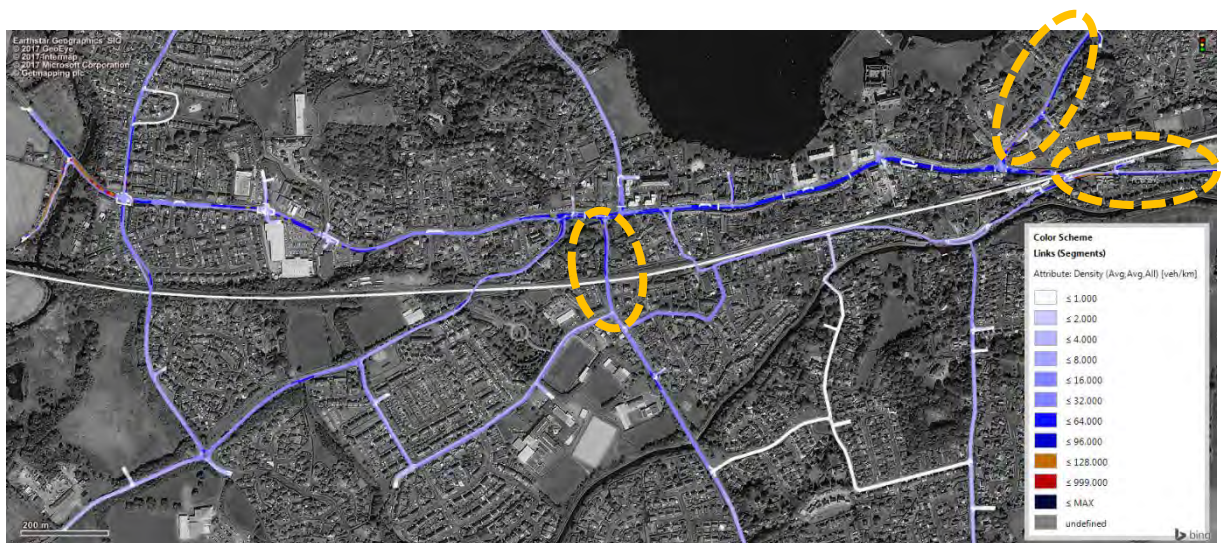 Earthstar Geographics SIO
© 2017 GeoEye
© 2017 Intermap
© 2017 Microsoft Corporation
© Getmapping plc
Color Scheme
Links (Segments)
Attribute: Density (Avg,Avg,All) [veh/km]
≤ 1.000
≤ 2.000
≤ 4.000
≤ 8.000
≤ 16.000
≤ 32.000
≤ 64.000
≤ 96.000
≤ 128.000
≤ 999.000
≤ MAX
undefined
200 m
bing